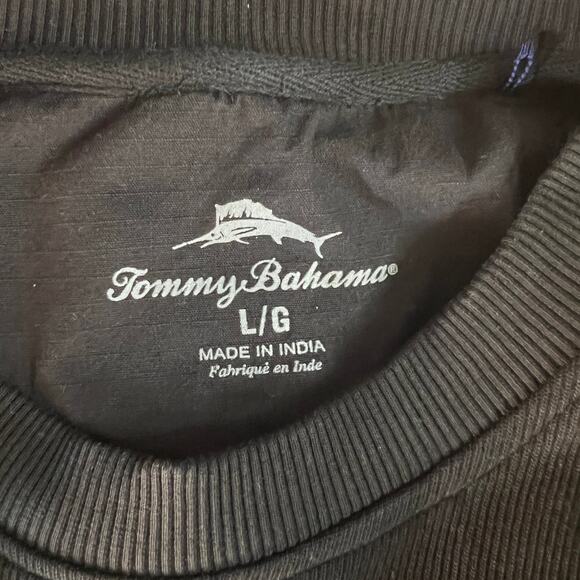 Tommy Bahama®
L/G
MADE IN INDIA
Fabriqué en Inde